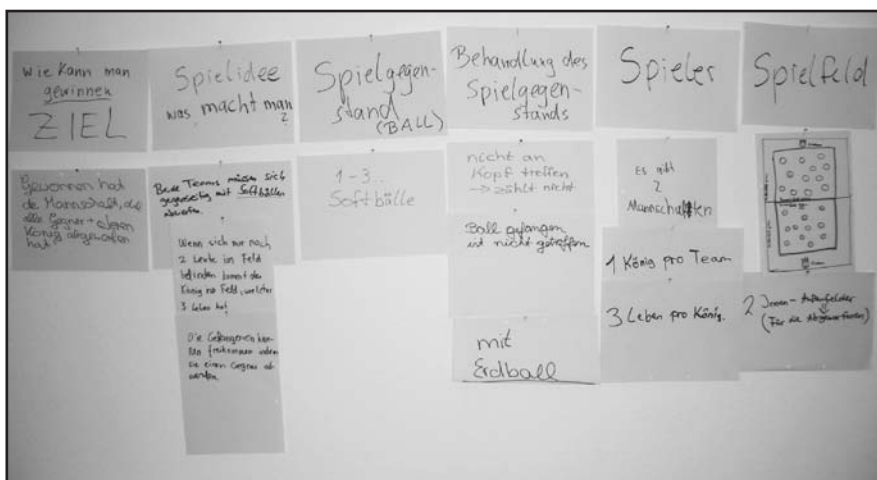 Wie kann man
gewinnen
ZIEL
Gewonnen hat
die Mannschaft, die
alle Gegner + deren
König abgeworfen
hat
Spielidee
was macht man
?
Beide Teams müssen sich
gegenseitig mit Softbällen
abwerfen.
Wenn sich nur noch
2 Leute im Feld
befinden kommt der
König ins Feld, welcher
3 Leben hat
Die Gefangenen kön-
nen freikommen indem
sie einen Gegner ab
werfen
Spielgegen-
stand
(BALL)
1-3..
Softbälle
Behandlung des
Spielgegen-
stands
nicht an
Kopf treffen
→ zählt nicht
Ball gefangen
ist nicht getroffen
mit
Erdball
Spieler
Es gibt
2
Mannschaften
1 König pro Team
3 Leben pro König.
Spielfeld
2 Innen- Außenfelder
(Für die Abgeworfenen)